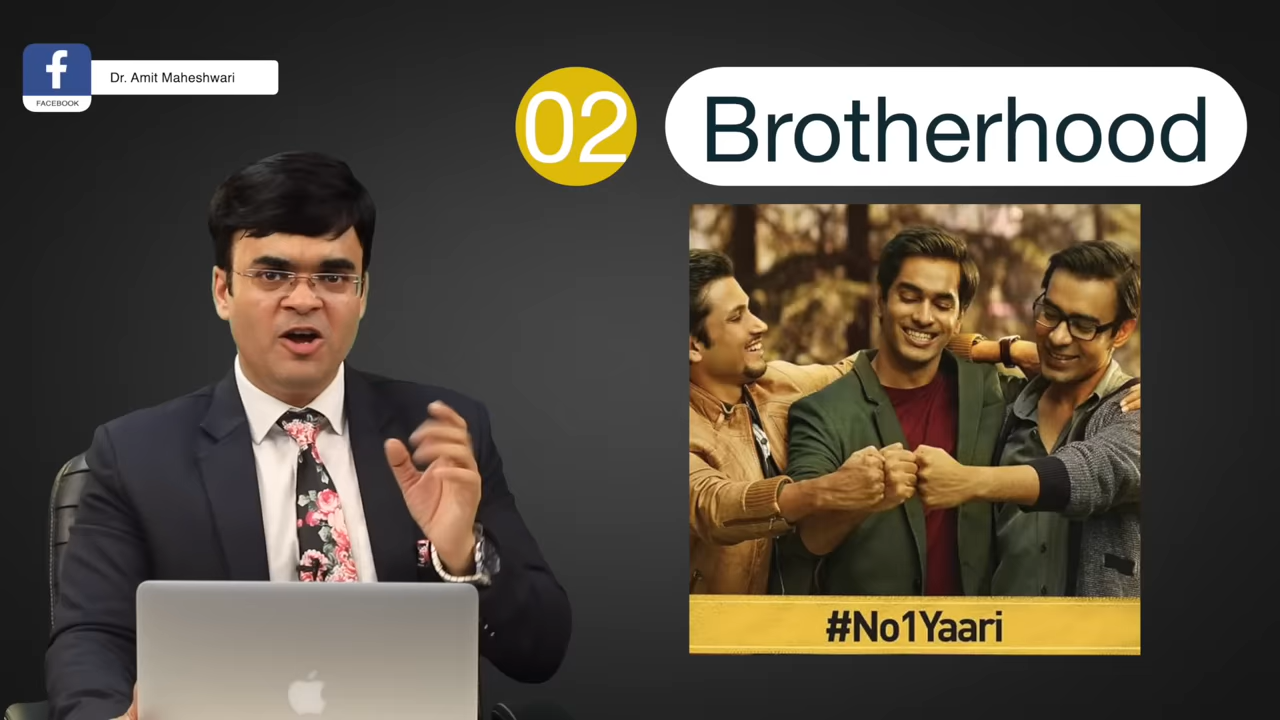 f
FACEBOOK
Dr. Amit Maheshwari
02
Brotherhood
#No1Yaari